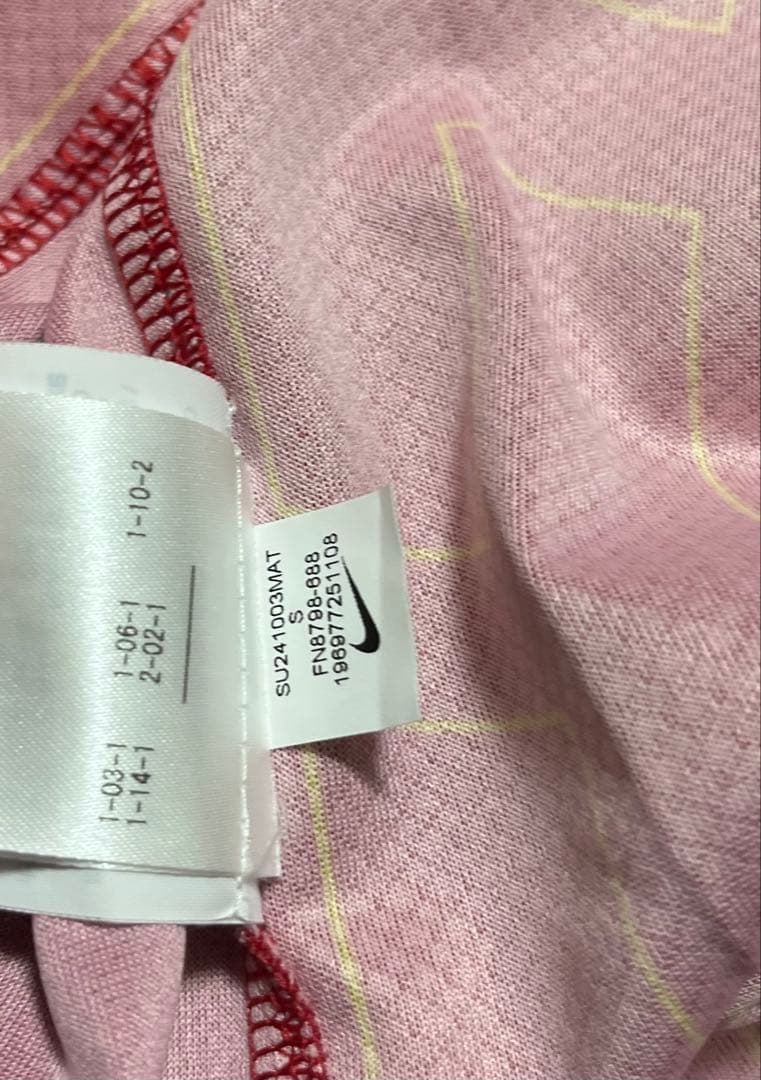 1-03-1 1-06-1 1-10-2
1-14-1 2-02-1
SU241003MAT
S
FN8798-688
196977251108